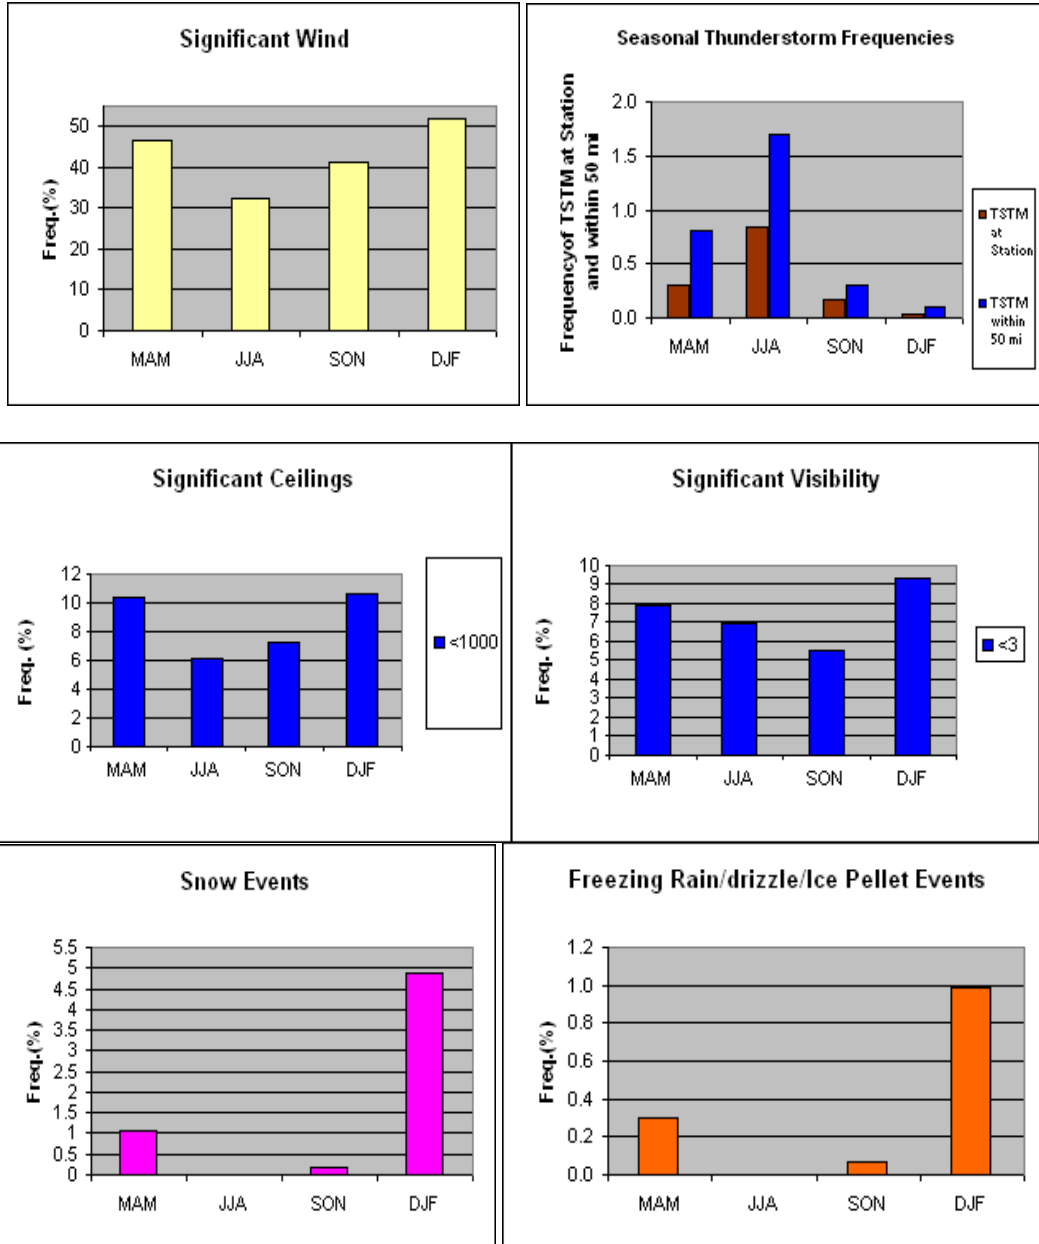 Significant Wind
Freq.(%)
50
40
30
20
10
0
MAM JJA SON DJF
Seasonal Thunderstorm Frequencies
Frequencyof TSTM at Station
and within 50 mi
2.0
1.5
1.0
0.5
0.0
MAM JJA SON DJF
TSTM
at
Station
TSTM
within
50 mi
Significant Ceilings
Freq. (%)
12
10
8
6
4
2
0
MAM JJA SON DJF
<1000
Significant Visibility
Freq. (%)
10
9
8
7
6
5
4
3
2
1
0
MAM JJA SON DJF
<3
Snow Events
Freq.(%)
5.5
5
4.5
4
3.5
3
2.5
2
1.5
1
0.5
0
MAM JJA SON DJF
Freezing Rain/drizzle/Ice Pellet Events
Freq.(%)
1.2
1.0
0.8
0.6
0.4
0.2
0.0
MAM JJA SON DJF